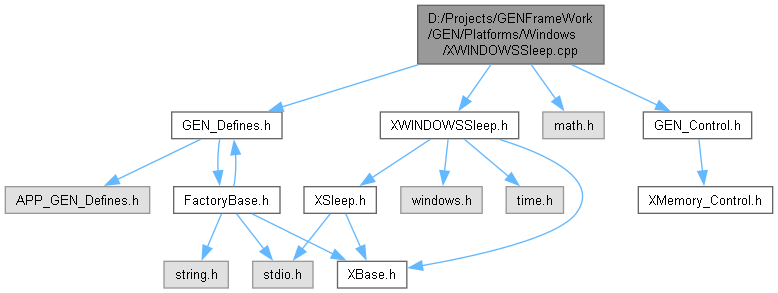 D:/Projects/GENFrameWork
/GEN/Platforms/Windows
/XWINDOWSSleep.cpp
GEN_Defines.h
XWINDOWSSleep.h
math.h
GEN_Control.h
APP_GEN_Defines.h
FactoryBase.h
XSleep.h
windows.h
time.h
XMemory_Control.h
string.h
stdio.h
XBase.h